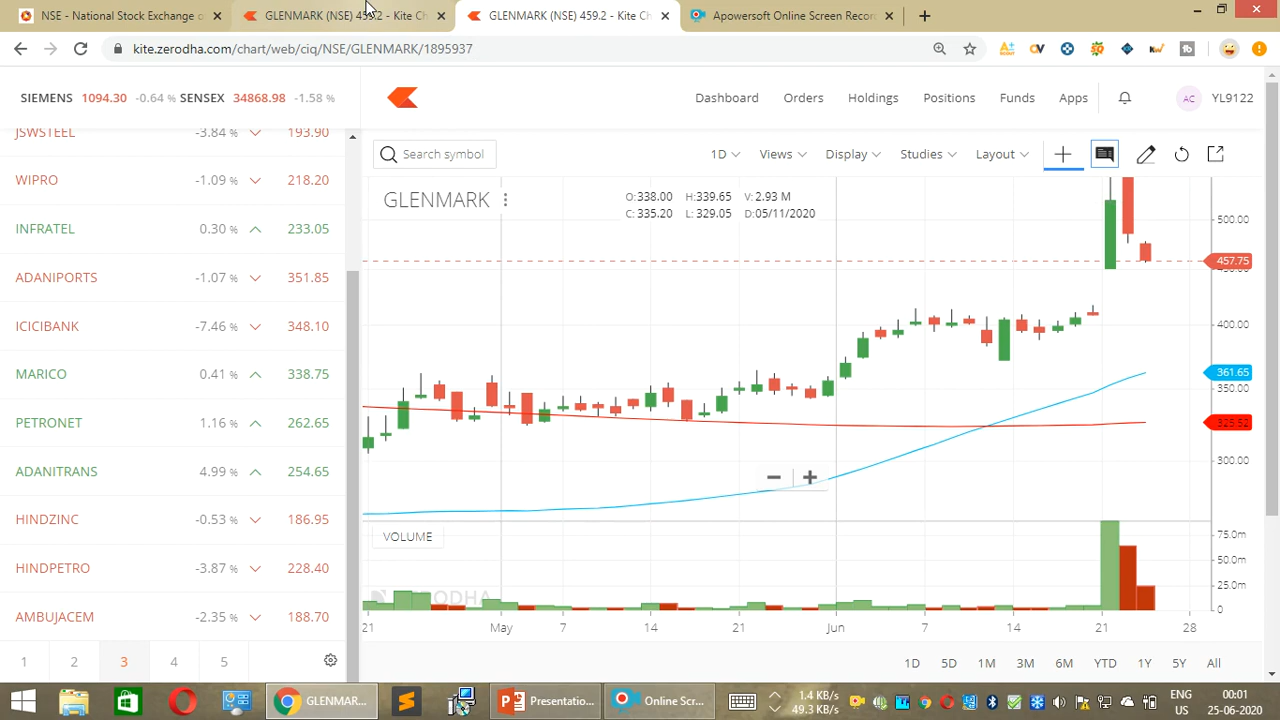 NSE - National Stock Exchange o
GLENMARK (NSE) 459.2 - Kite Ch
GLENMARK (NSE) 459.2 - Kite Ch
Apowersoft Online Screen Recor
kite.zerodha.com/chart/web/ciq/NSE/GLENMARK/1895937
SIEMENS 1094.30 -0.64 % SENSEX 34868.98 -1.58 %
Dashboard Orders Holdings Positions Funds Apps AC YL9122
JSWSTEEL -3.84 % 193.90
WIPRO -1.09 % 218.20
INFRATEL 0.30 % 233.05
ADANIPORTS -1.07 % 351.85
ICICIBANK -7.46 % 348.10
MARICO 0.41 % 338.75
PETRONET 1.16 % 262.65
ADANITRANS 4.99 % 254.65
HINDZINC -0.53 % 186.95
HINDPETRO -3.87 % 228.40
AMBUJACEM -2.35 % 188.70
1 2 3 4 5
Search symbol 1D Views Display Studies Layout
GLENMARK
O:338.00 H:339.65 V:2.93 M
C:335.20 L:329.05 D:05/11/2020
500.00
457.75
400.00
361.65
350.00
325.52
300.00
VOLUME
75.0m
50.0m
25.0m
0
ZERODHA
21 May 7 14 21 Jun 7 14 21 28
1D 5D 1M 3M 6M YTD 1Y 5Y All
GLENMAR... Presentatio... Online Scr...
1.4 KB/s
49.3 KB/s
ENG
US
00:01
25-06-2020